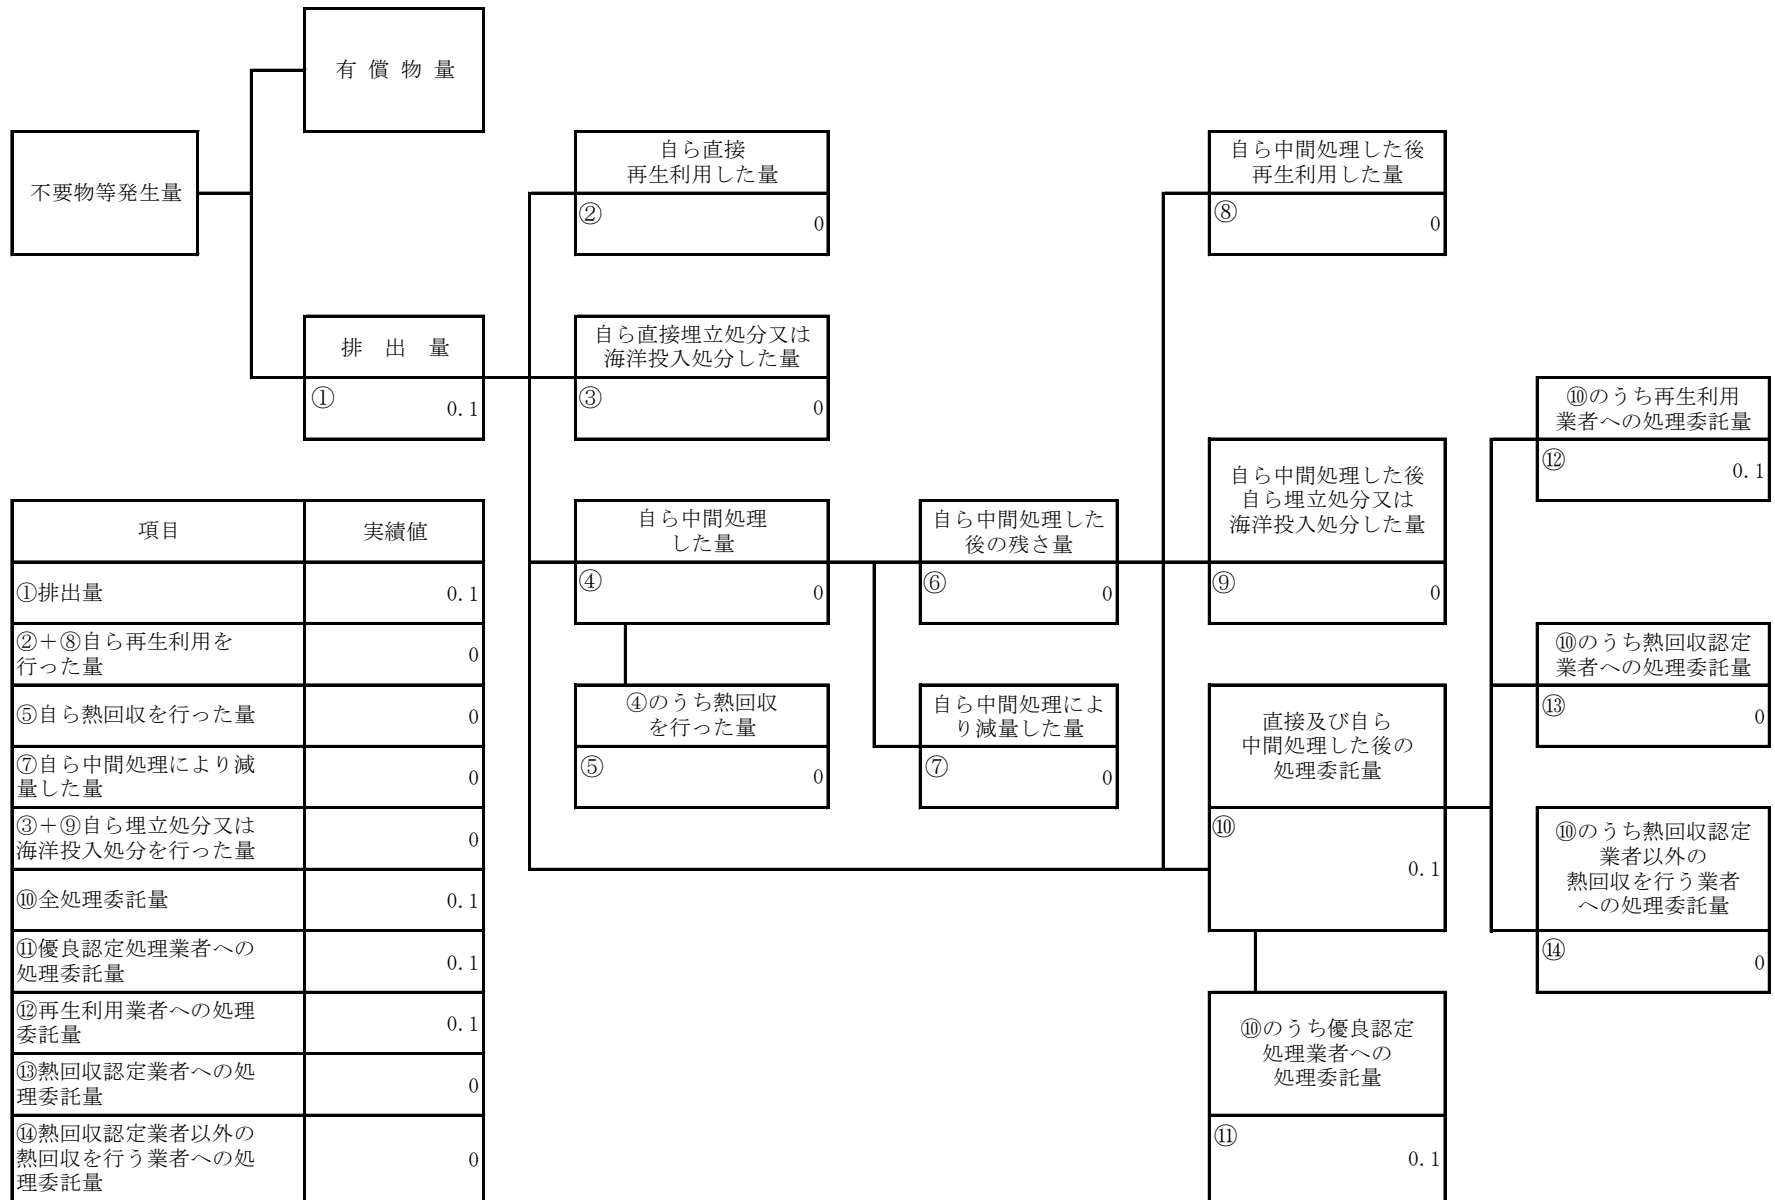 有 償 物 量
不要物等発生量
自ら直接
再生利用した量
②
0
自ら中間処理した後
再生利用した量
⑧
0
排 出 量
①
0.1
自ら直接埋立処分又は
海洋投入処分した量
③
0
⑩のうち再生利用
業者への処理委託量
⑫
0.1
自ら中間処理した後
自ら埋立処分又は
海洋投入処分した量
⑨
0
自ら中間処理
した量
④
0
自ら中間処理した
後の残さ量
⑥
0
⑩のうち熱回収認定
業者への処理委託量
⑬
0
④のうち熱回収
を行った量
⑤
0
自ら中間処理によ
り減量した量
⑦
0
直接及び自ら
中間処理した後の
処理委託量
⑩
0.1
⑩のうち熱回収認定
業者以外の
熱回収を行う業者
への処理委託量
⑭
0
⑩のうち優良認定
処理業者への
処理委託量
⑪
0.1
項目
実績値
①排出量
0.1
②＋⑧自ら再生利用を
行った量
0
⑤自ら熱回収を行った量
0
⑦自ら中間処理により減
量した量
0
③＋⑨自ら埋立処分又は
海洋投入処分を行った量
0
⑩全処理委託量
0.1
⑪優良認定処理業者への
処理委託量
0.1
⑫再生利用業者への処理
委託量
0.1
⑬熱回収認定業者への処
理委託量
0
⑭熱回収認定業者以外の
熱回収を行う業者への処
理委託量
0